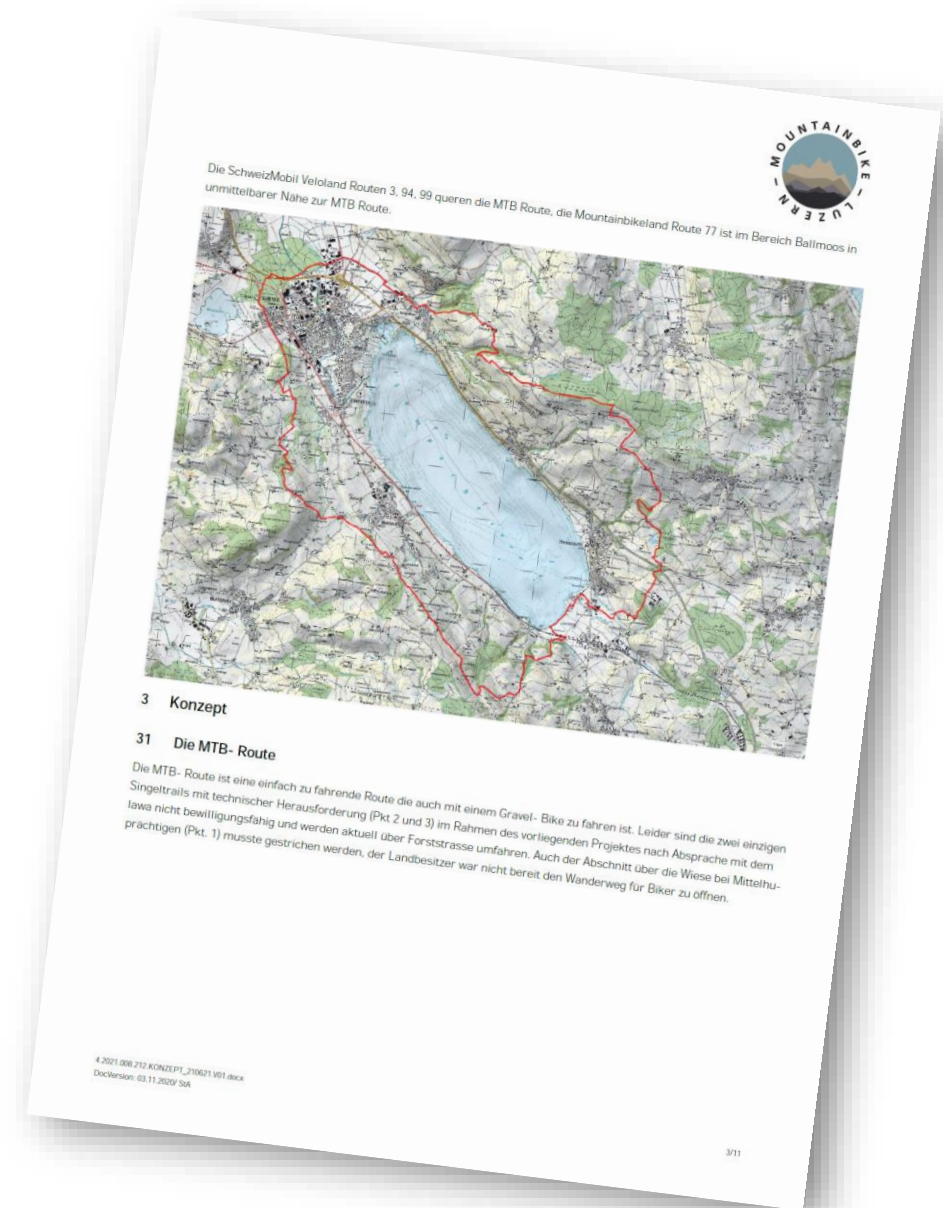 MOUNTAINBIKE – LUZERN –
Die SchweizMobil Veloland Routen 3, 94, 99 queren die MTB Route, die Mountainbikeland Route 77 ist im Bereich Ballmoos in
unmittelbarer Nähe zur MTB Route.
3 Konzept
31 Die MTB- Route
Die MTB- Route ist eine einfach zu fahrende Route die auch mit einem Gravel- Bike zu fahren ist. Leider sind die zwei einzigen
Singeltrails mit technischer Herausforderung (Pkt 2 und 3) im Rahmen des vorliegenden Projektes nach Absprache mit dem
lawa nicht bewilligungsfähig und werden aktuell über Forststrasse umfahren. Auch der Abschnitt über die Wiese bei Mittelhu-
prächtigen (Pkt. 1) musste gestrichen werden, der Landbesitzer war nicht bereit den Wanderweg für Biker zu öffnen.
4.2021.008.212.KONZEPT_210621.V01.docx
DocVersion: 03.11.2020/ StA
3/11